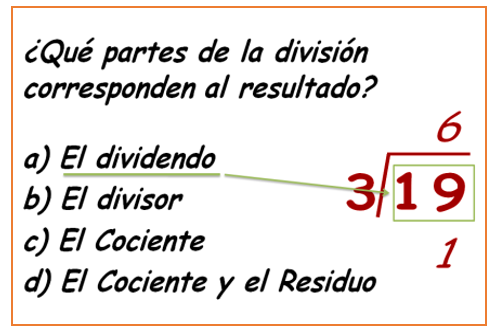 ¿Qué partes de la división
corresponden al resultado?
a) El dividendo
b) El divisor
c) El Cociente
d) El Cociente y el Residuo
6
3 19
1